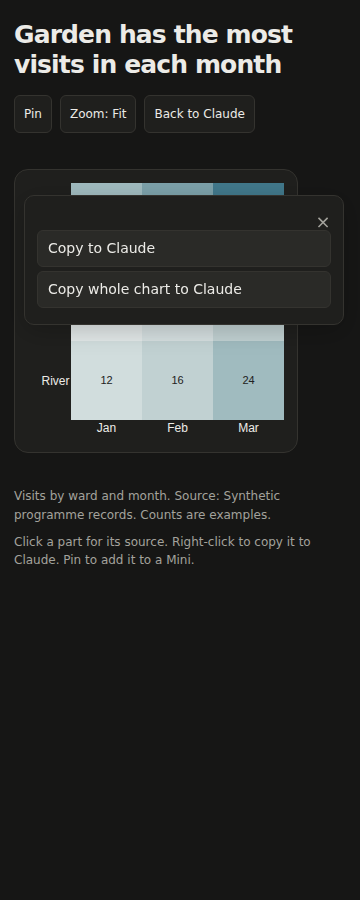 Garden has the most
visits in each month
Pin
Zoom: Fit
Back to Claude
×
Copy to Claude
Copy whole chart to Claude
River
12
16
24
Jan
Feb
Mar
Visits by ward and month. Source: Synthetic
programme records. Counts are examples.
Click a part for its source. Right-click to copy it to
Claude. Pin to add it to a Mini.